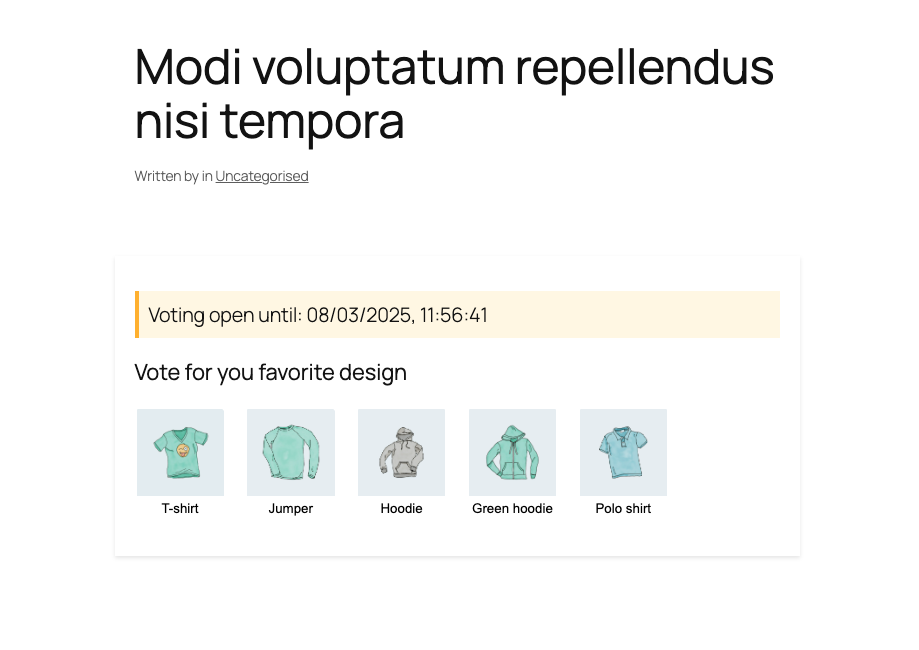 Modi voluptatum repellendus
nisi tempora
Written by in Uncategorised
Voting open until: 08/03/2025, 11:56:41
Vote for you favorite design
T-shirt
Jumper
Hoodie
Green hoodie
Polo shirt